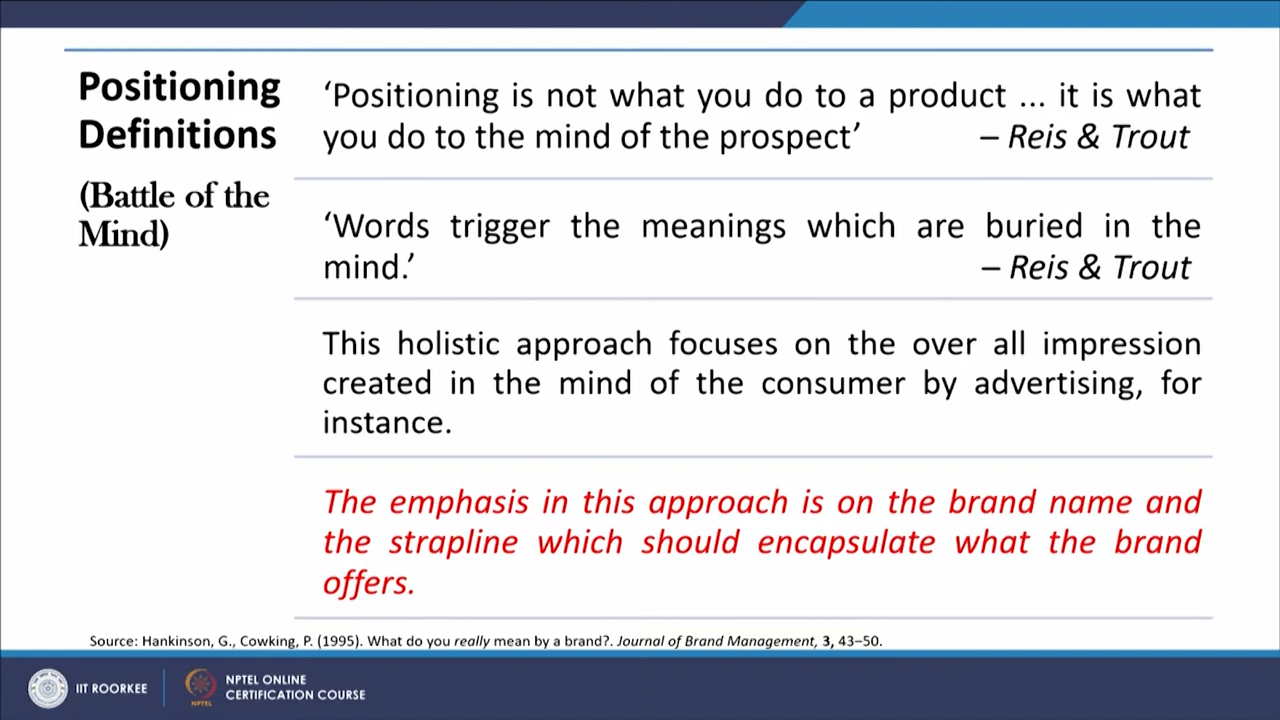 Positioning
Definitions
(Battle of the
Mind)
‘Positioning is not what you do to a product ... it is what
you do to the mind of the prospect’ – Reis & Trout
‘Words trigger the meanings which are buried in the
mind.’ – Reis & Trout
This holistic approach focuses on the over all impression
created in the mind of the consumer by advertising, for
instance.
The emphasis in this approach is on the brand name and
the strapline which should encapsulate what the brand
offers.
Source: Hankinson, G., Cowking, P. (1995). What do you really mean by a brand?. Journal of Brand Management, 3, 43–50.
IIT ROORKEE
NPTEL
NPTEL ONLINE
CERTIFICATION COURSE